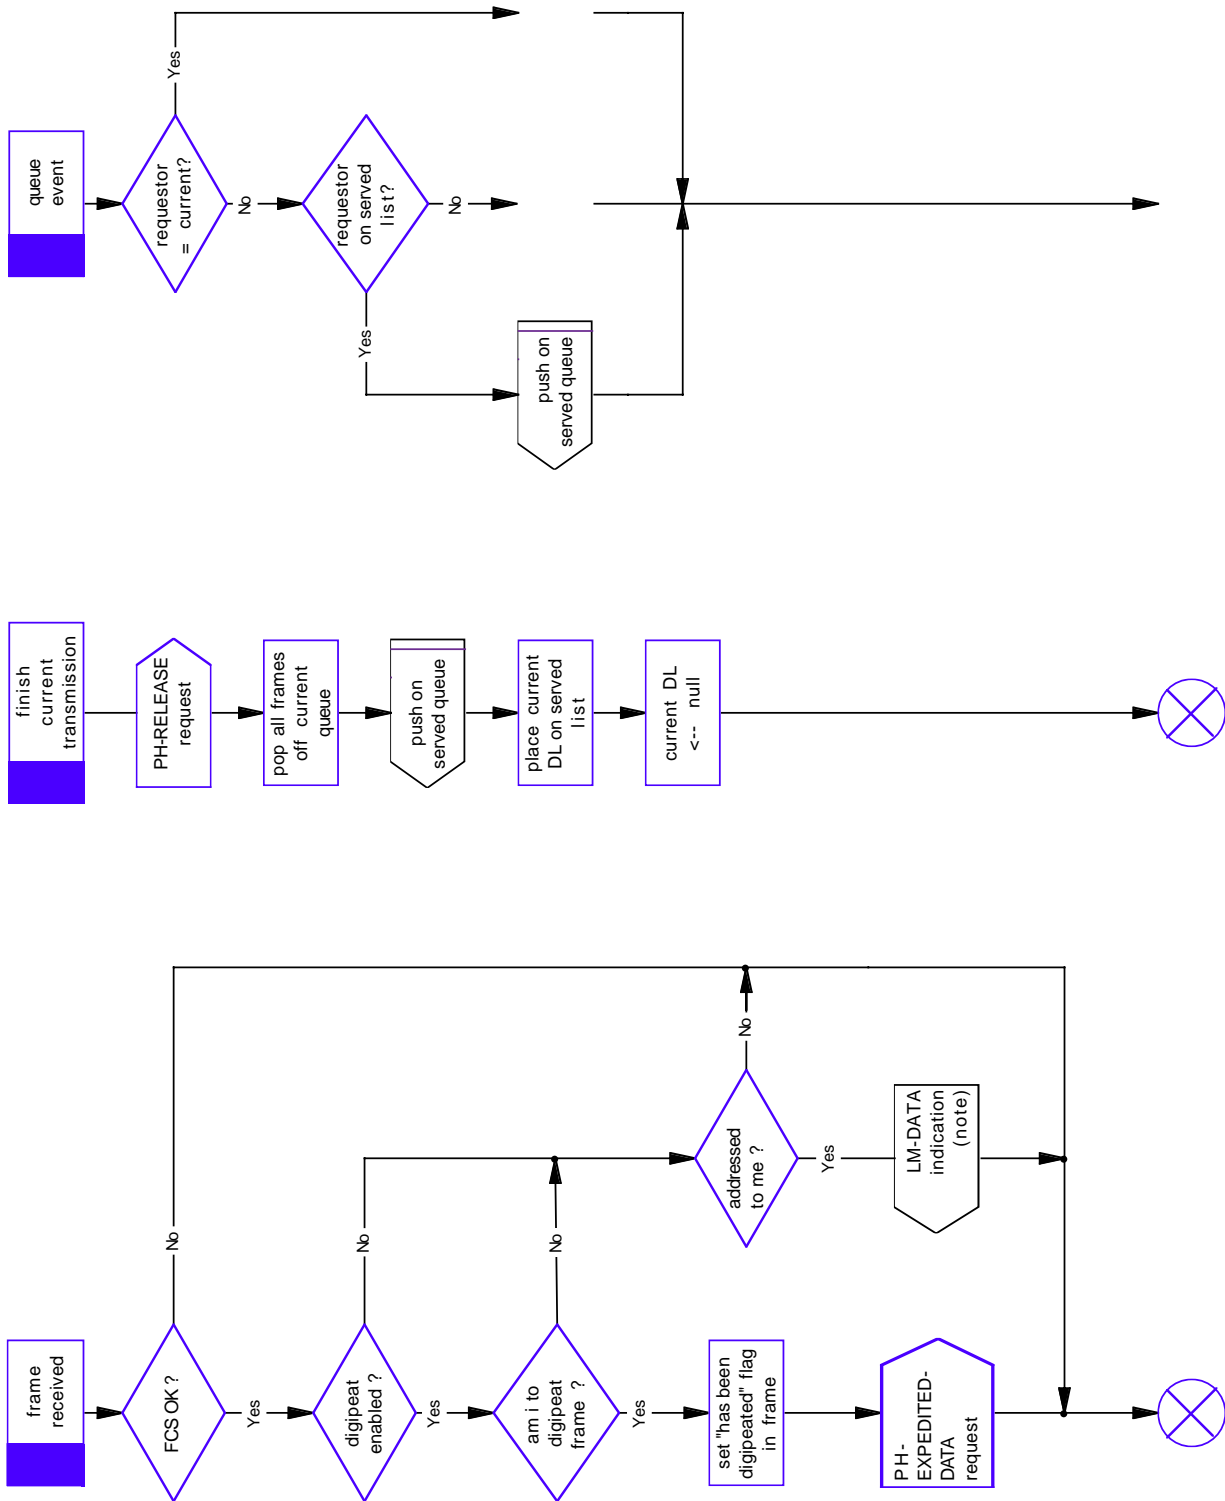 queue
event
requestor
= current?
Yes
No
requestor
on served
list?
No
Yes
push on
served queue
finish
current
transmission
PH-RELEASE
request
pop all frames
off current
queue
push on
served queue
place current
DL on served
list
current DL
<-- null
frame
received
FCS OK ?
No
Yes
digipeat
enabled ?
No
Yes
am i to
digipeat
frame ?
No
Yes
set "has been
digipeated" flag
in frame
addressed
to me ?
No
Yes
LM-DATA
indication
(note)
PH-
EXPEDITED-
DATA
request